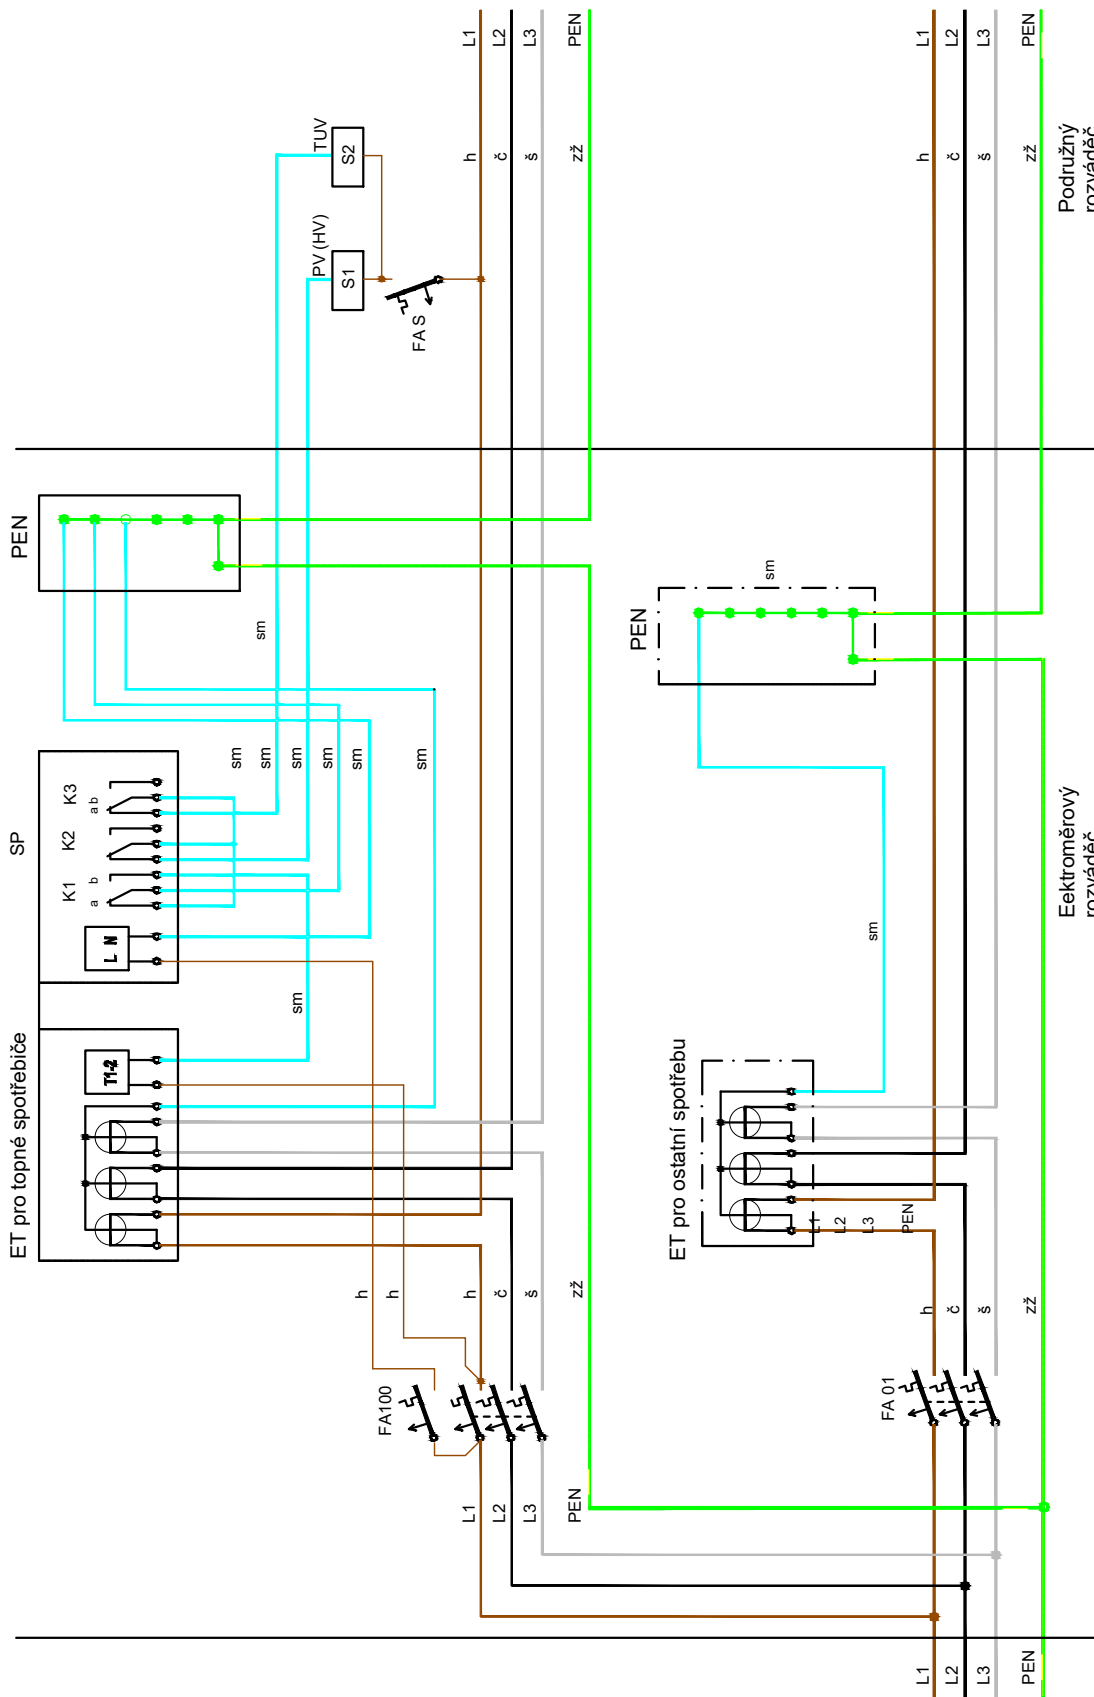 L1
L2
L3
PEN
L1
L2
L3
PEN
h
č
š
zž
h
č
š
zž
Podružný
rozváděč
TUV
S2
PV (HV)
S1
FA S
PEN
PEN
sm
sm
SP
K3
a b
K2
K1
a b
L N
sm
sm
sm
sm
sm
sm
sm
sm
Eektroměrový
rozváděč
ET pro topné spotřebiče
T1-2
ET pro ostatní spotřebu
L1
L2
L3
PEN
h
h
h
č
š
zž
h
č
š
zž
FA100
FA 01
L1
L2
L3
PEN
L1
L2
L3
PEN